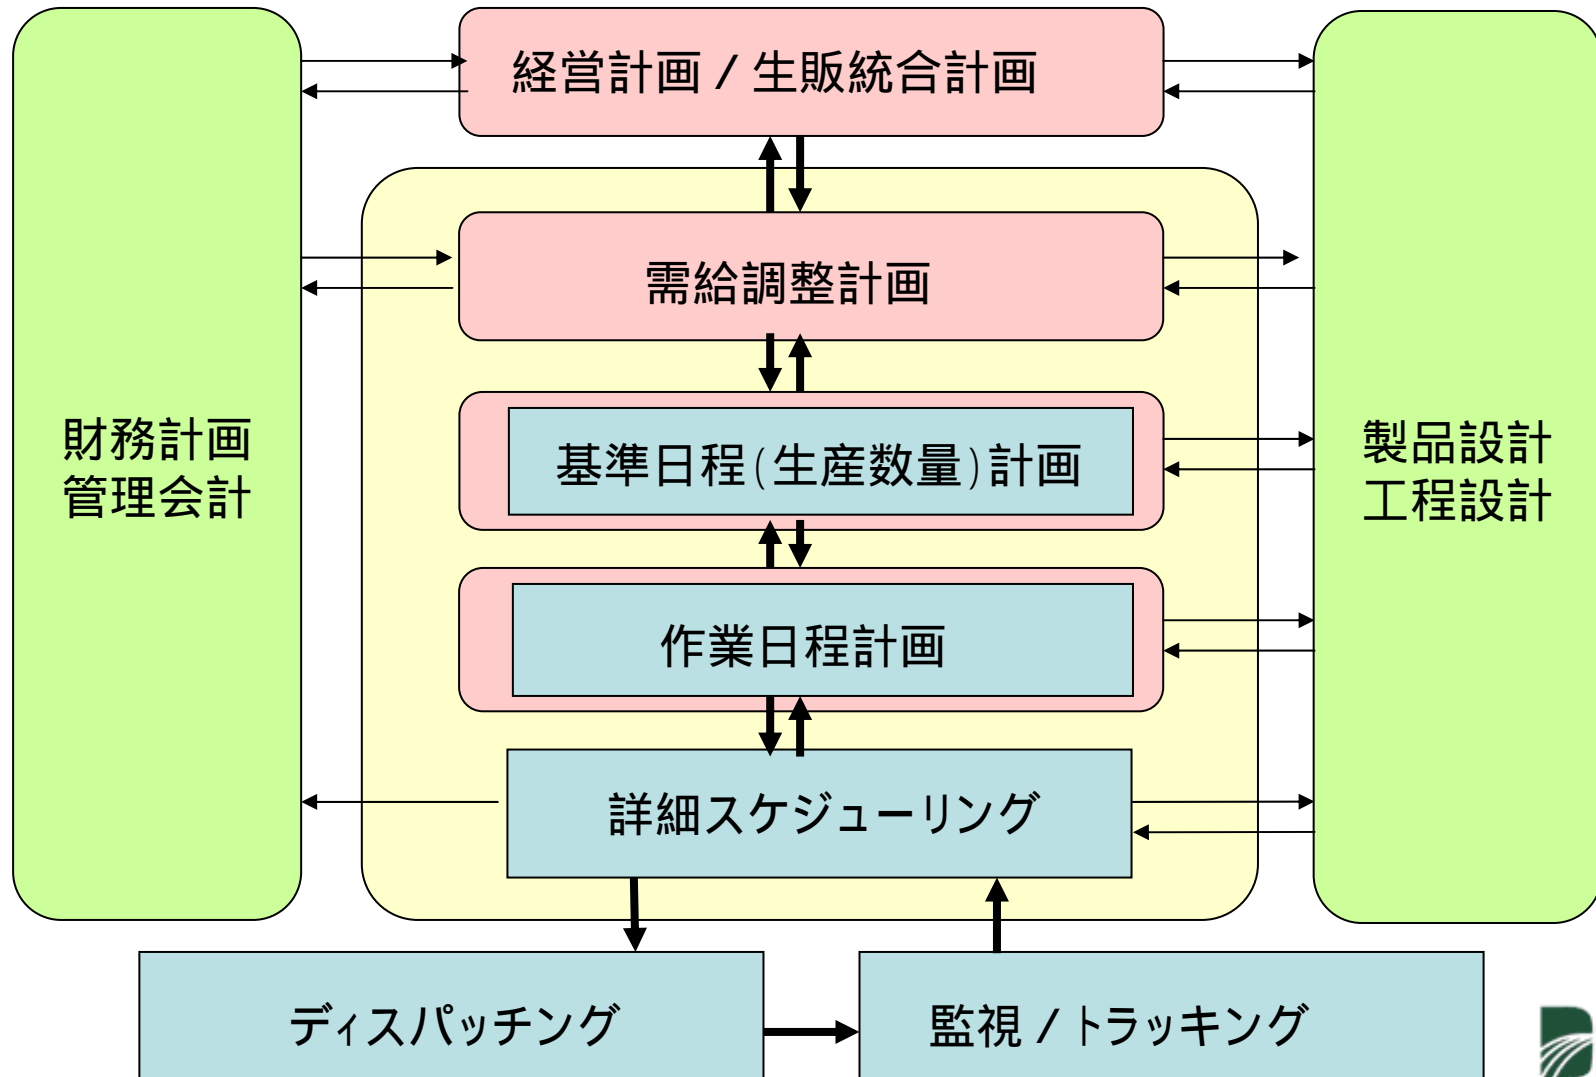 経営計画 / 生販統合計画
需給調整計画
財務計画
管理会計
基準日程(生産数量)計画
製品設計
工程設計
作業日程計画
詳細スケジューリング
ディスパッチング
監視 / トラッキング